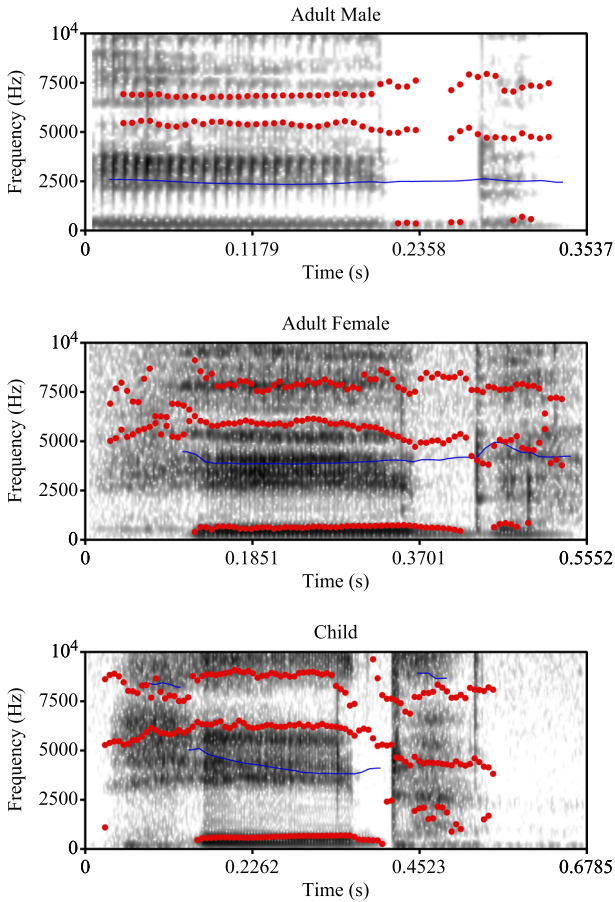 Adult Male
10⁴
7500
5000
2500
0
Frequency (Hz)
0 0.1179 0.2358 0.3537
Time (s)
Adult Female
10⁴
7500
5000
2500
0
Frequency (Hz)
0 0.1851 0.3701 0.5552
Time (s)
Child
10⁴
7500
5000
2500
0
Frequency (Hz)
0 0.2262 0.4523 0.6785
Time (s)